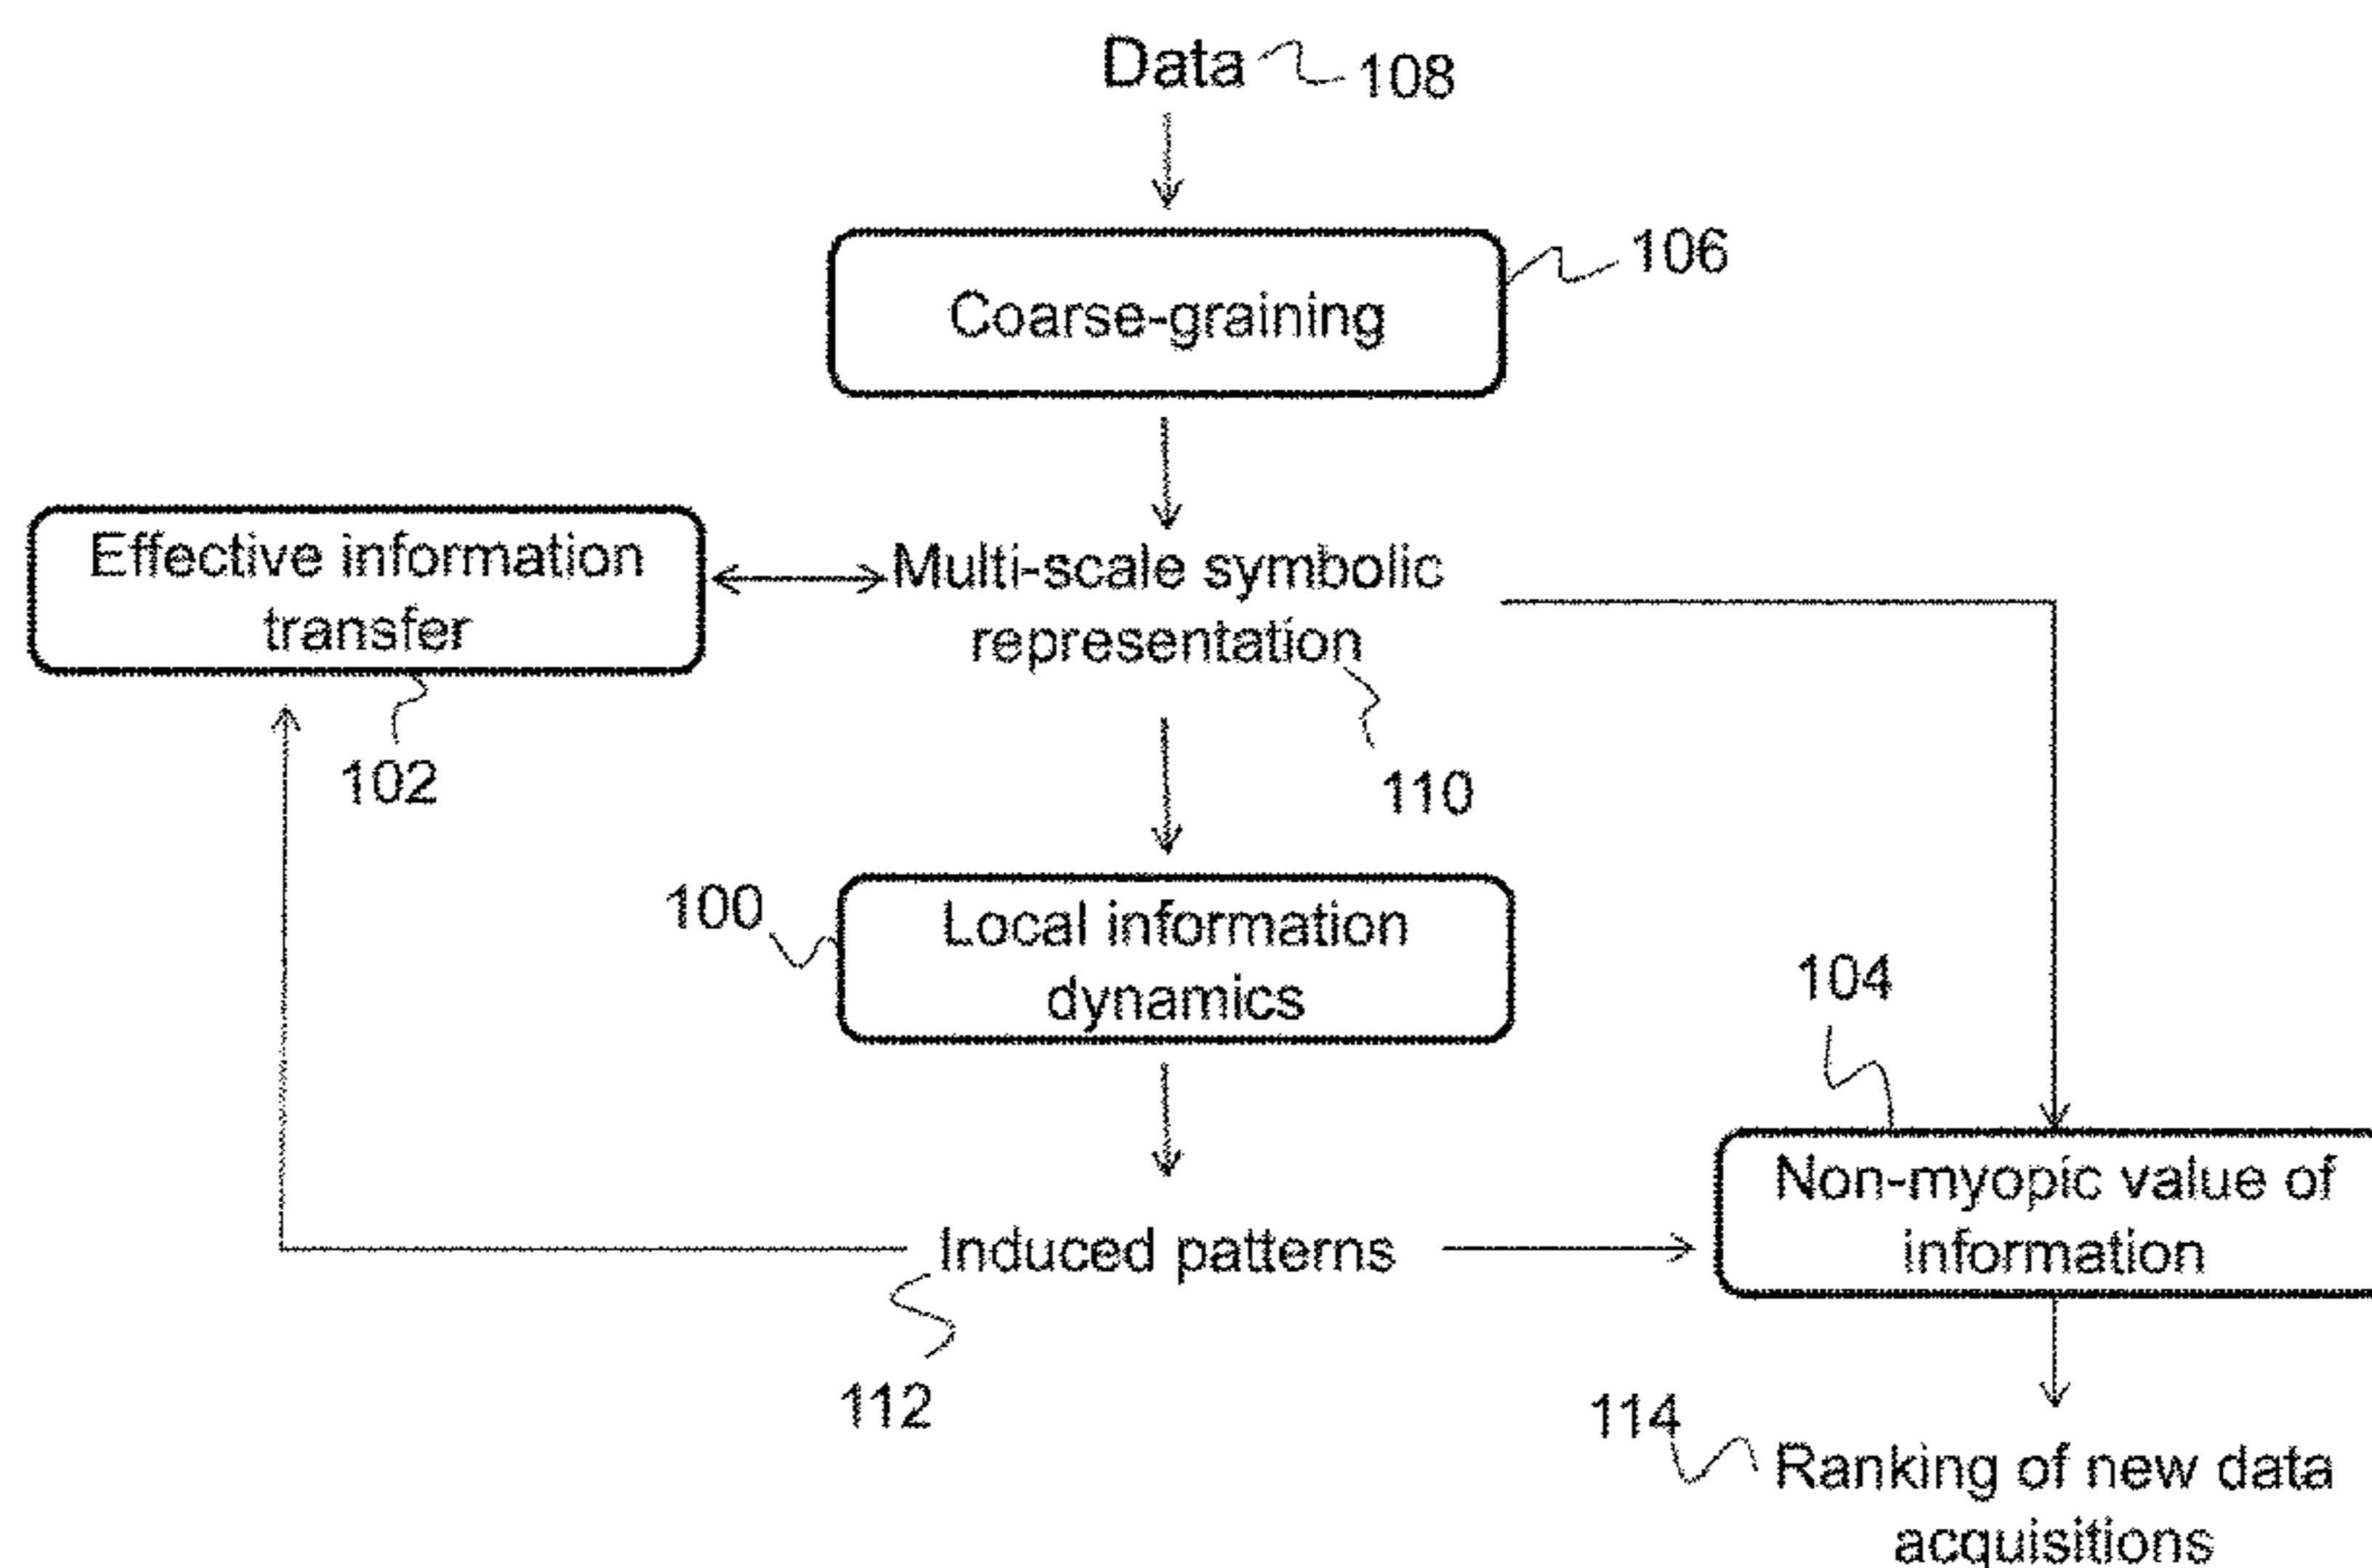 Data
108
106
Coarse-graining
Effective information
transfer
Multi-scale symbolic
representation
102
110
100
Local information
dynamics
104
Non-myopic value of
information
Induced patterns
112
114
Ranking of new data
acquisitions